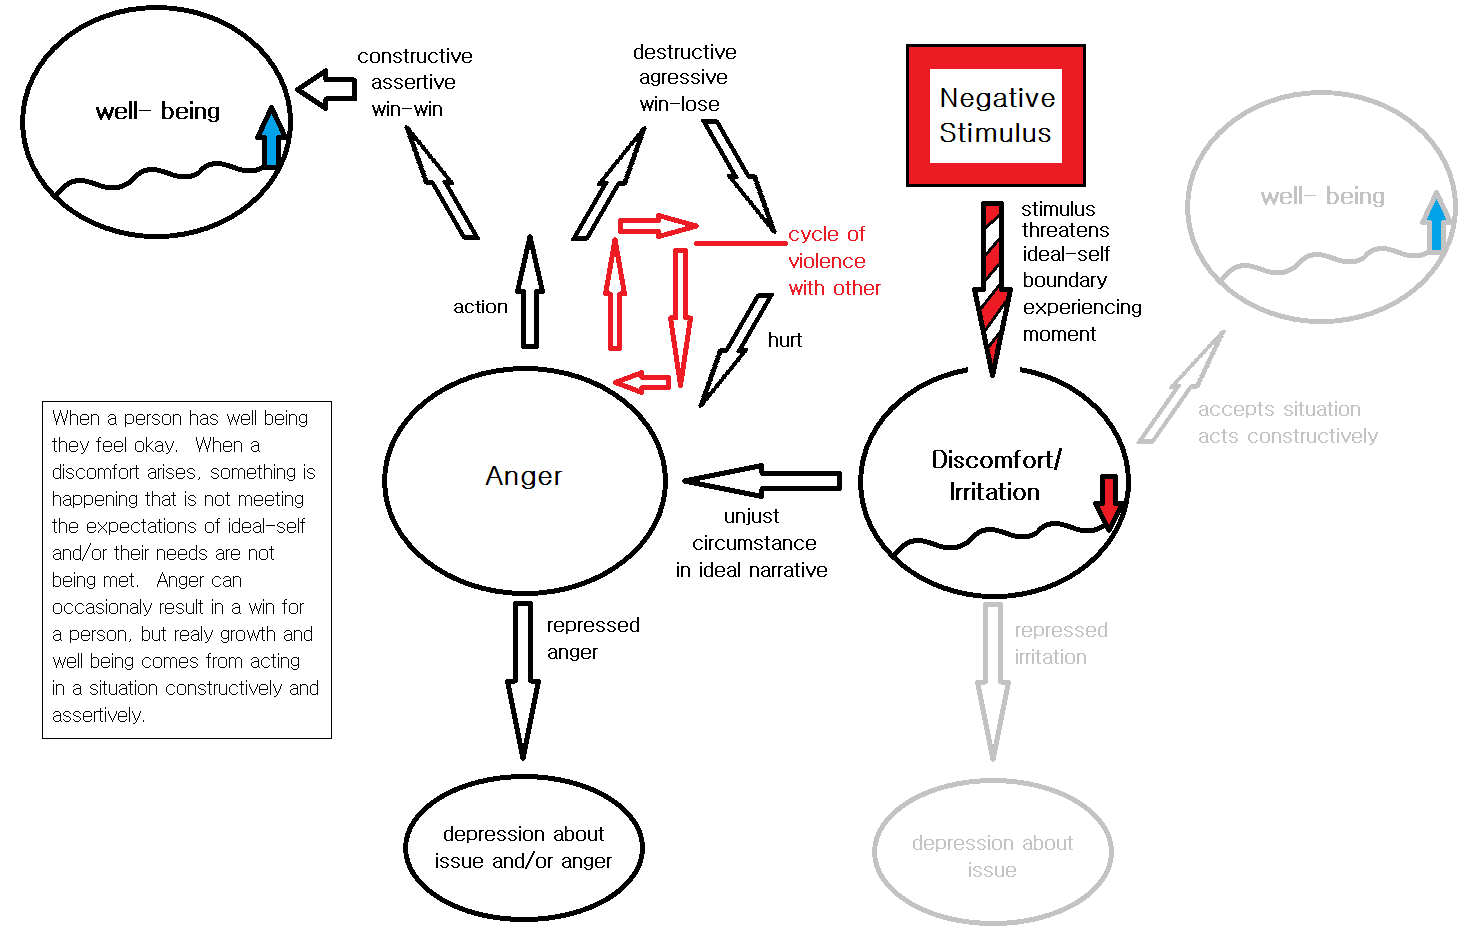 well- being
constructive
assertive
win-win
destructive
agressive
win-lose
Negative
Stimulus
well- being
stimulus
threatens
ideal-self
boundary
experiencing
moment
cycle of
violence
with other
action
hurt
accepts situation
acts constructively
When a person has well being
they feel okay.  When a
discomfort arises, something is
happening that is not meeting
the expectations of ideal-self
and/or their needs are not
being met.  Anger can
occasionaly result in a win for
a person, but realy growth and
well being comes from acting
in a situation constructively and
assertively.
Anger
Discomfort/
Irritation
unjust
circumstance
in ideal narrative
repressed
anger
repressed
irritation
depression about
issue and/or anger
depression about
issue